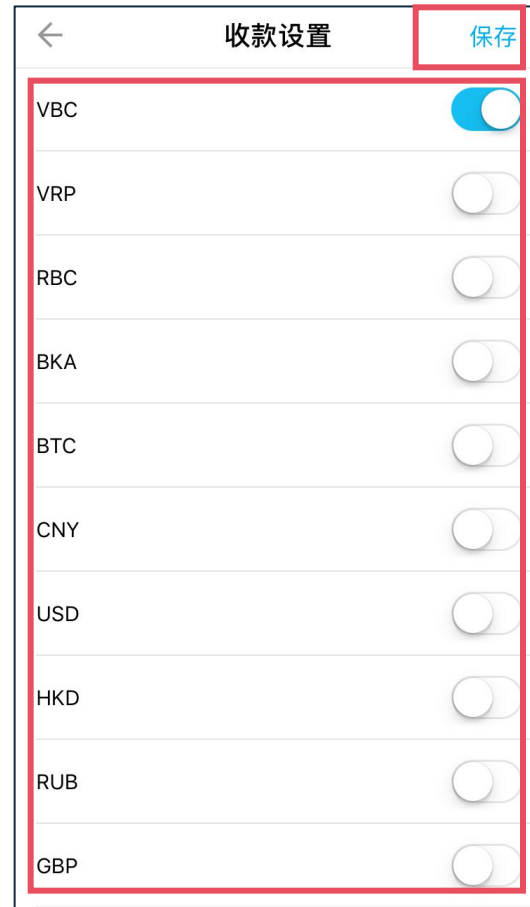 收款设置 保存
VBC
VRP
RBC
BKA
BTC
CNY
USD
HKD
RUB
GBP